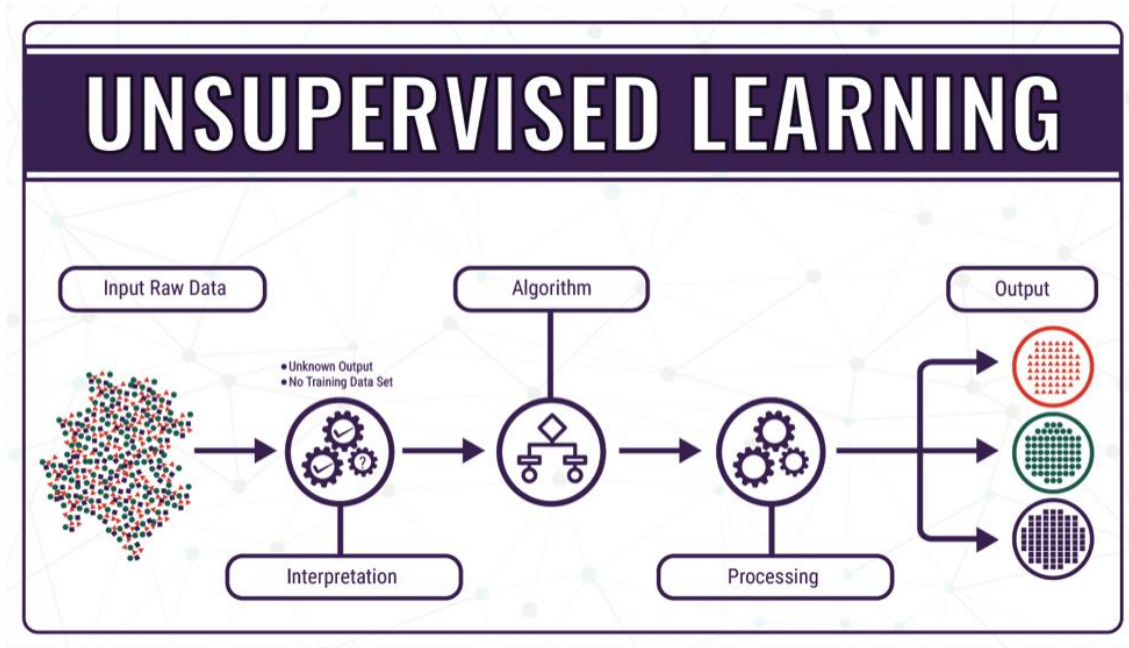 UNSUPERVISED LEARNING
Input Raw Data
Algorithm
Output
• Unknown Output
• No Training Data Set
?
Interpretation
Processing